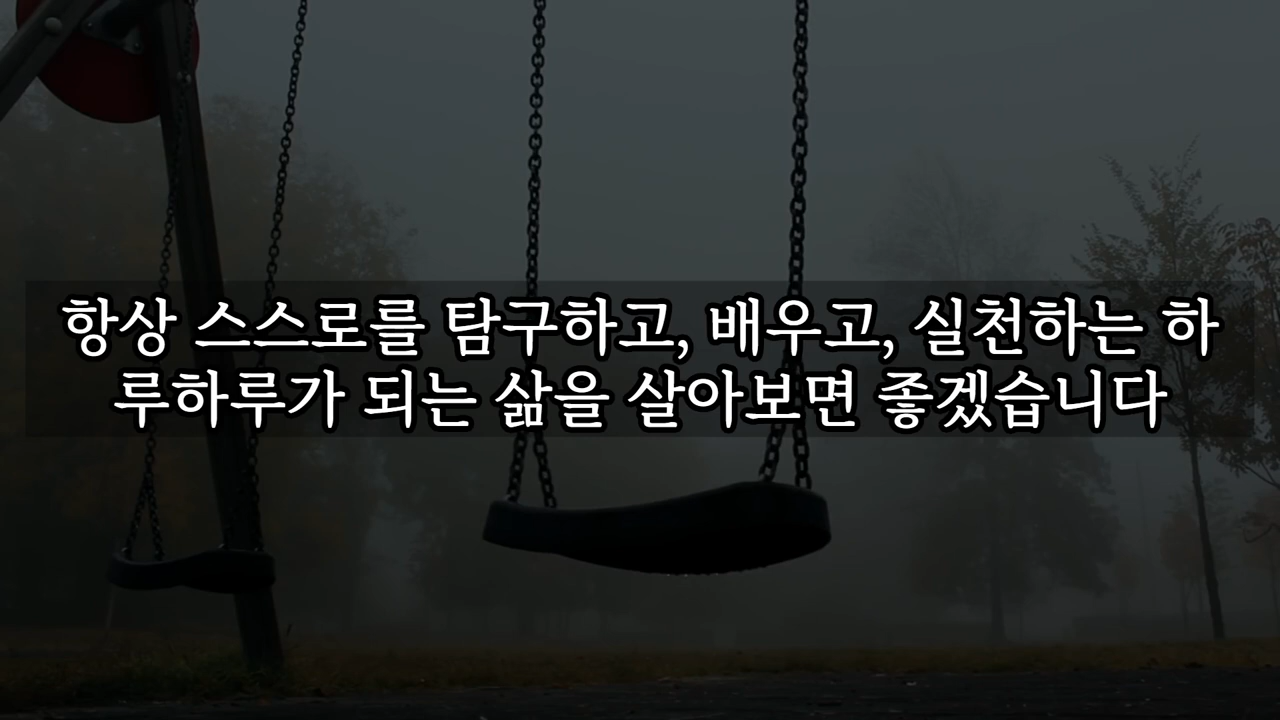 항상 스스로를 탐구하고, 배우고, 실천하는 하
루하루가 되는 삶을 살아보면 좋겠습니다